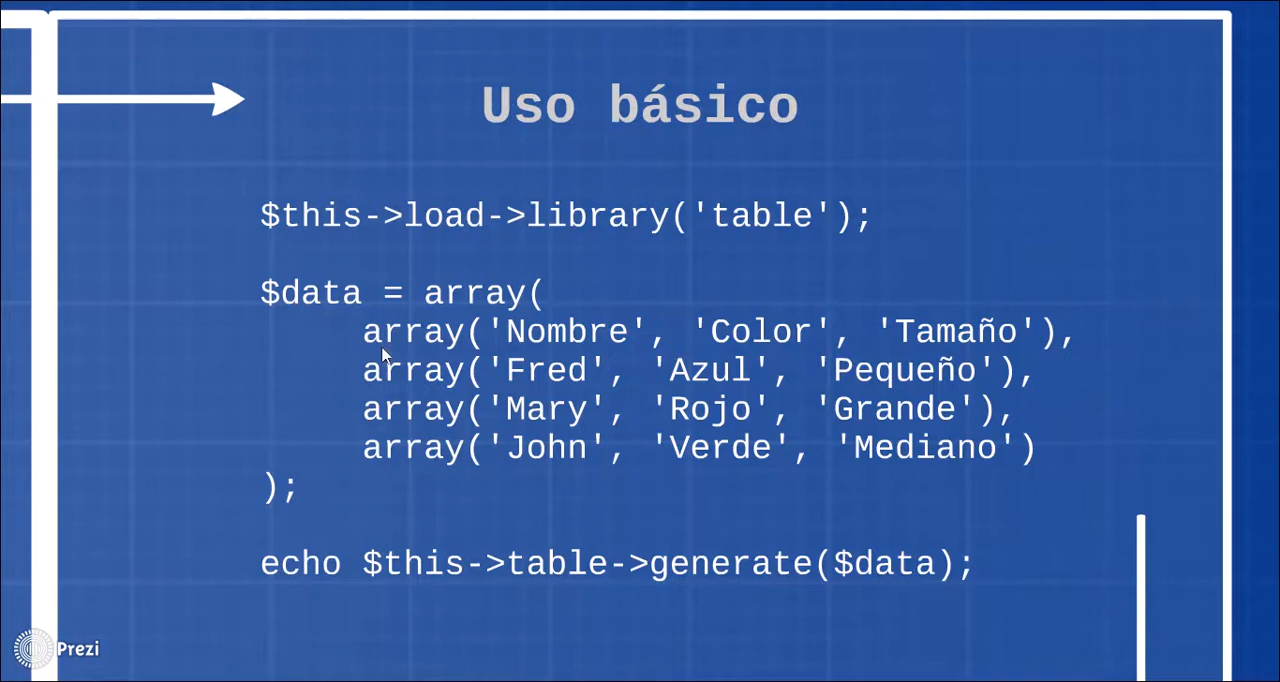 Uso básico
$this->load->library('table');
$data = array(
array('Nombre', 'Color', 'Tamaño'),
array('Fred', 'Azul', 'Pequeño'),
array('Mary', 'Rojo', 'Grande'),
array('John', 'Verde', 'Mediano')
);
echo $this->table->generate($data);
Prezi